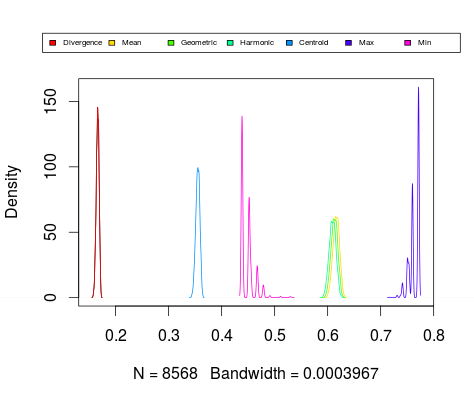 Divergence Mean Geometric Harmonic Centroid Max Min
150
100
50
0
Density
0.2 0.3 0.4 0.5 0.6 0.7 0.8
N = 8568 Bandwidth = 0.0003967